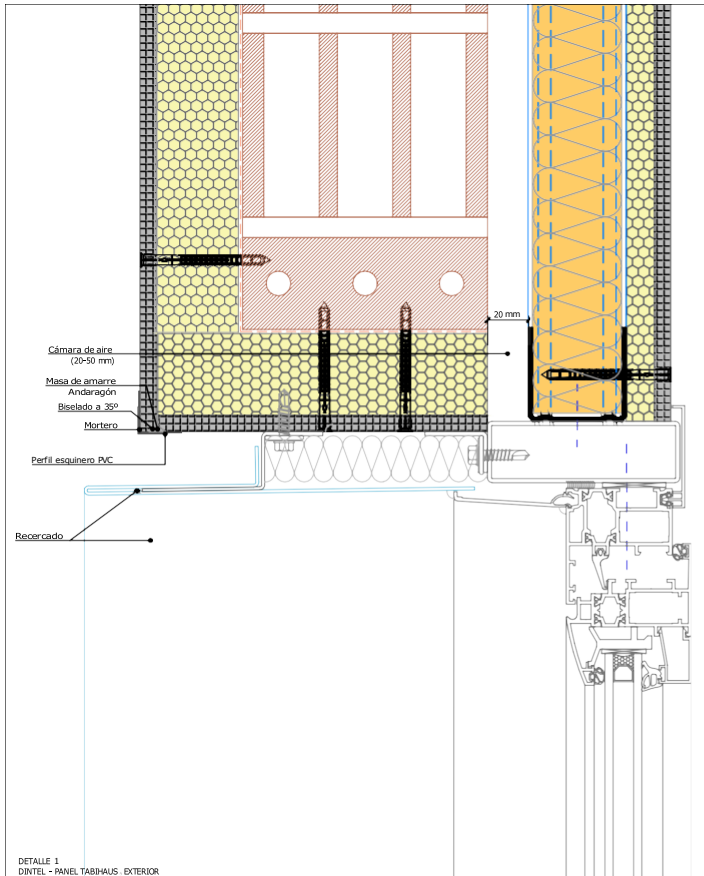 20 mm
Cámara de aire
(20-50 mm)
Masa de amarre
Andaragón
Biselado a 35º
Mortero
Perfil esquinero PVC
Recercado
DETALLE 1
DINTEL - PANEL TABIHAUS . EXTERIOR